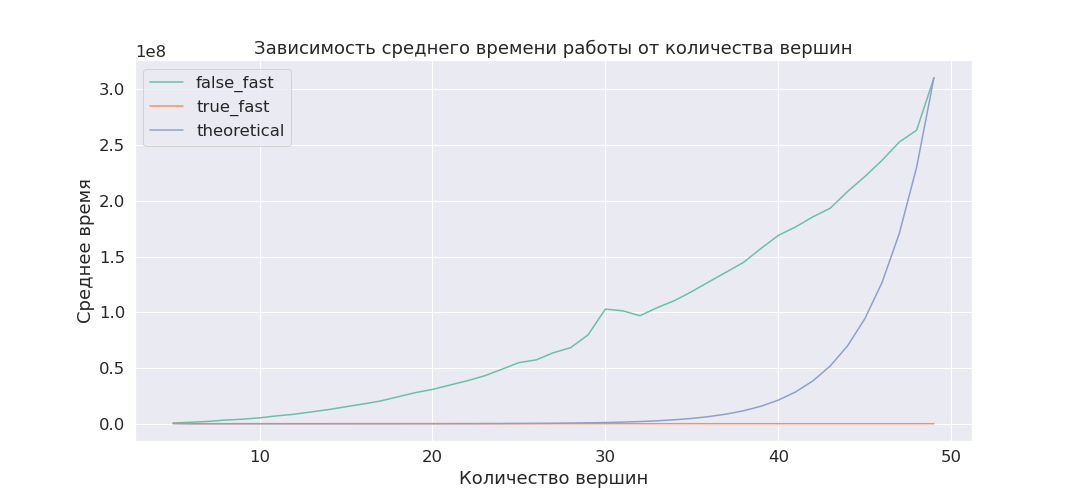 Зависимость среднего времени работы от количества вершин
1e8
false_fast
true_fast
theoretical
Среднее время
3.0
2.5
2.0
1.5
1.0
0.5
0.0
10
20
30
40
50
Количество вершин